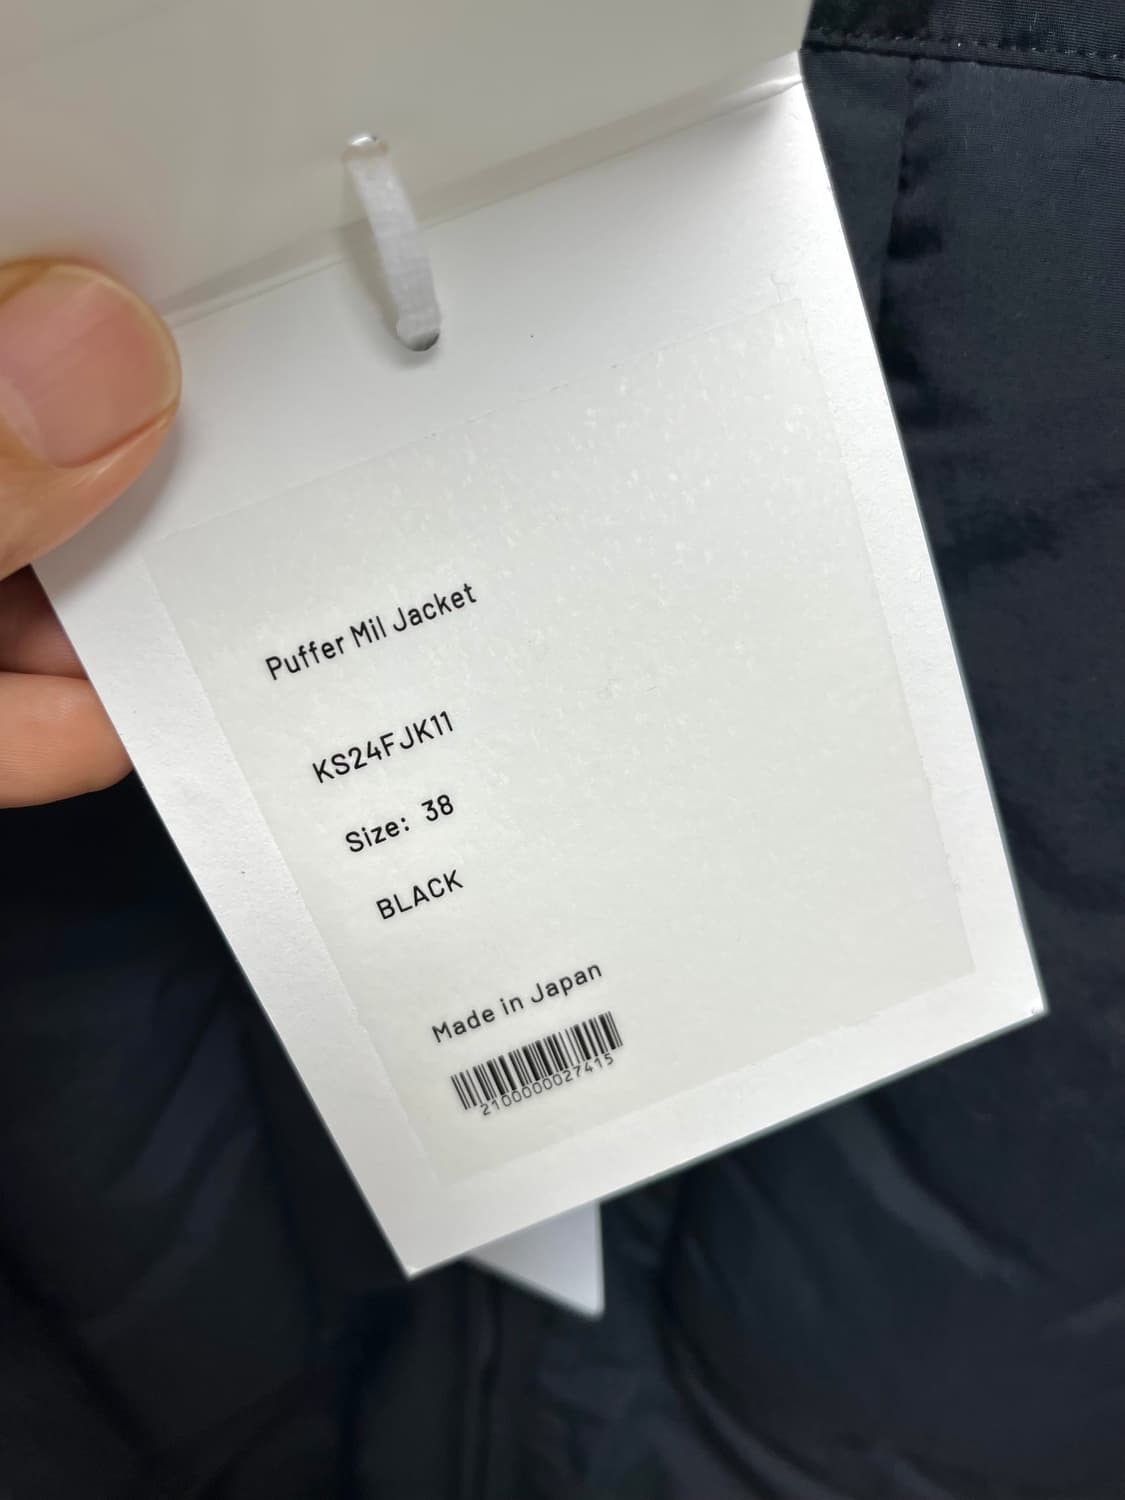 Puffer Mil Jacket
KS24FJK11
Size: 38
BLACK
Made in Japan
2100000027415